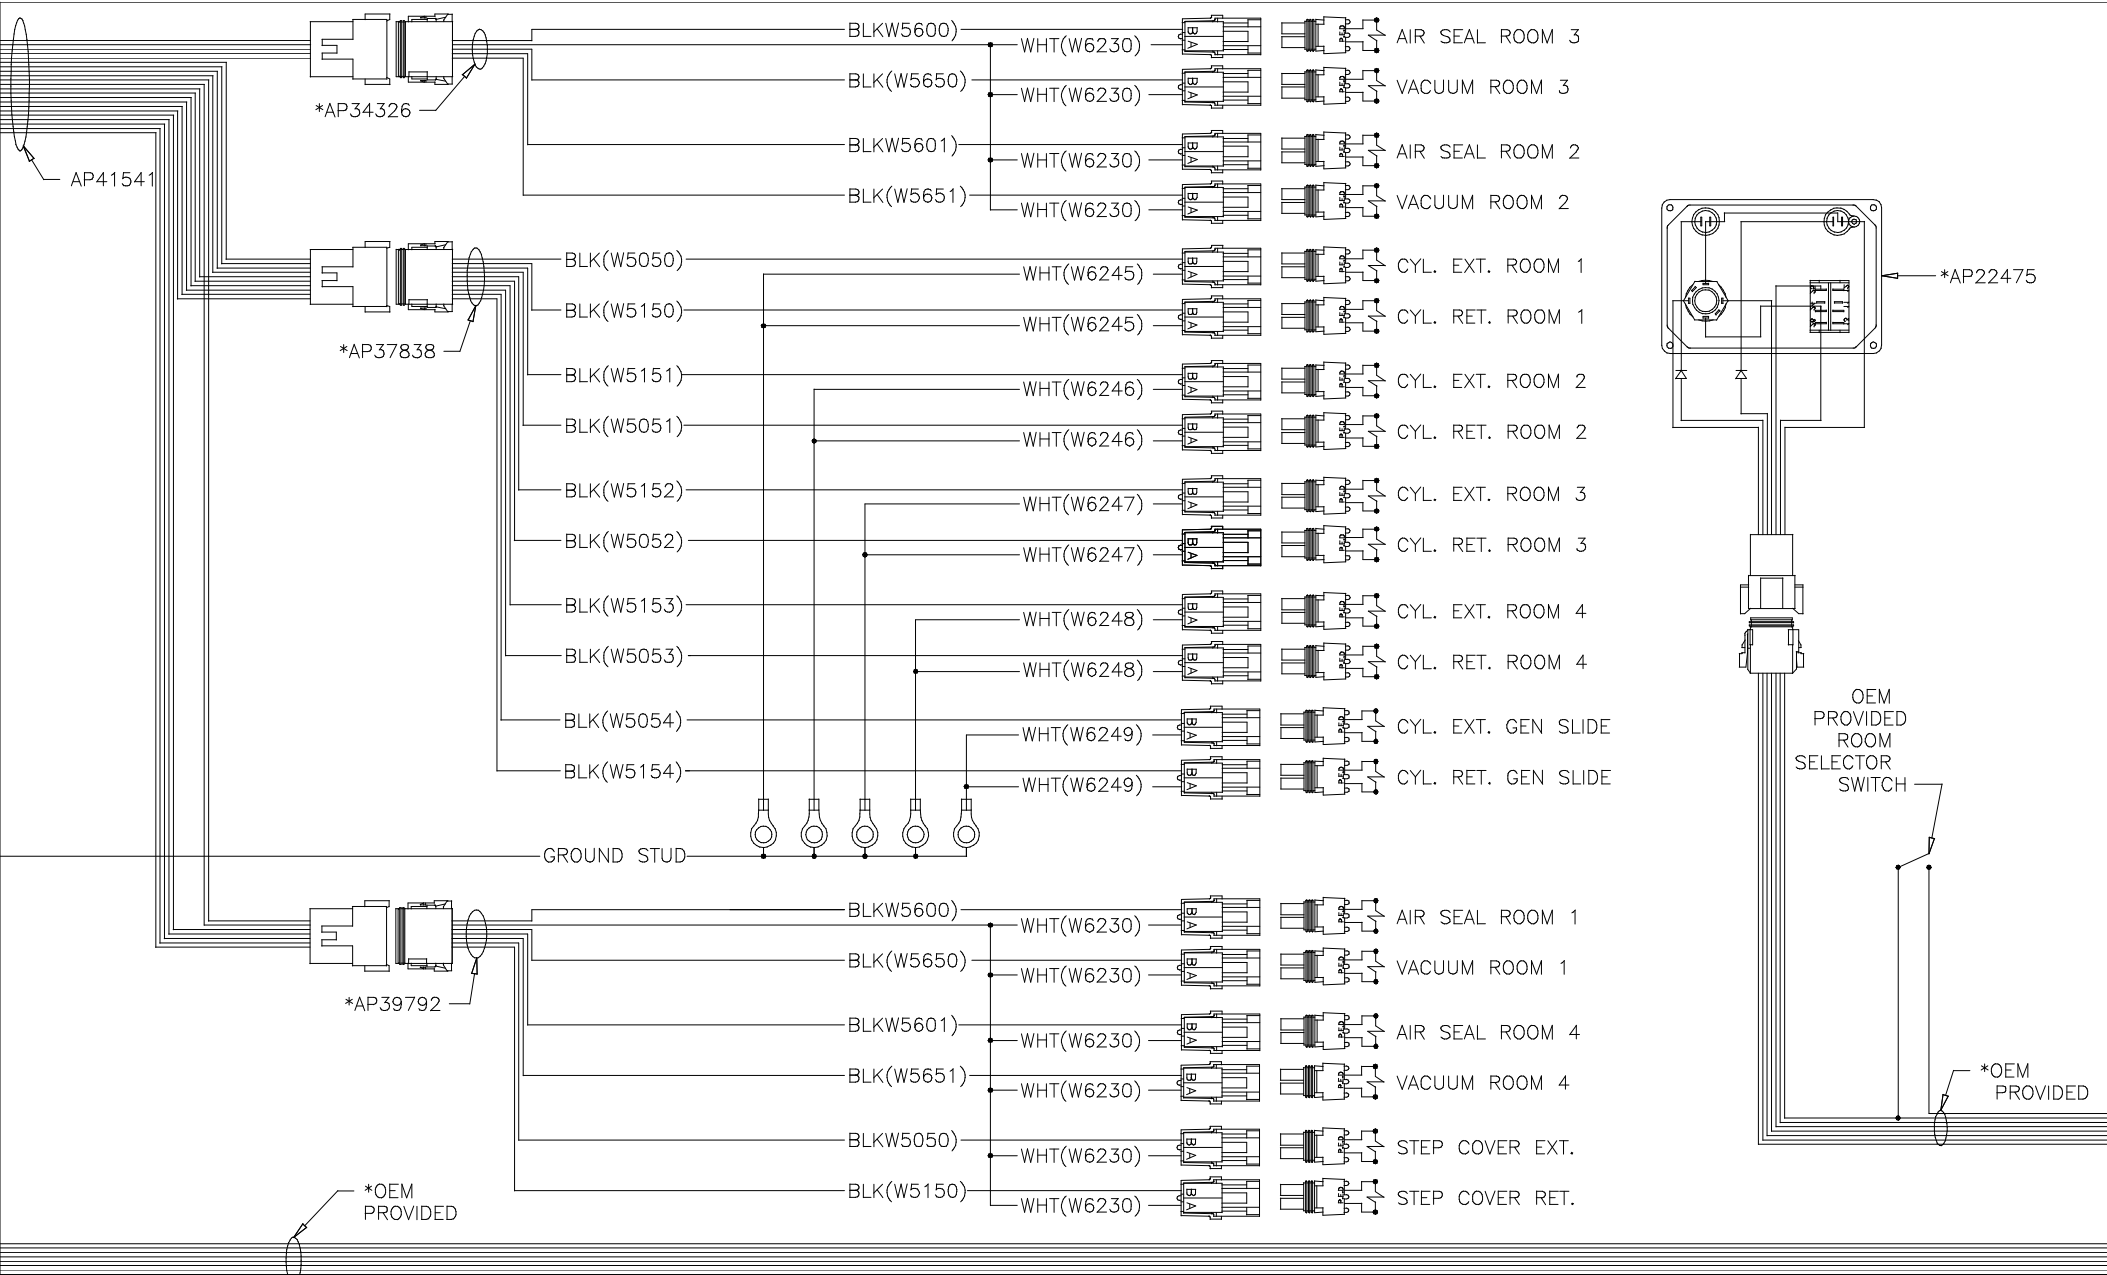 BLKW5600)
WHT(W6230)
B
A
P.E.D
AIR SEAL ROOM 3
BLK(W5650)
WHT(W6230)
B
A
P.E.D
VACUUM ROOM 3
*AP34326
BLKW5601)
WHT(W6230)
B
A
P.E.D
AIR SEAL ROOM 2
AP41541
BLK(W5651)
WHT(W6230)
B
A
P.E.D
VACUUM ROOM 2
BLK(W5050)
WHT(W6245)
B
A
P.E.D
CYL. EXT. ROOM 1
*AP22475
BLK(W5150)
WHT(W6245)
B
A
P.E.D
CYL. RET. ROOM 1
*AP37838
BLK(W5151)
WHT(W6246)
B
A
P.E.D
CYL. EXT. ROOM 2
BLK(W5051)
WHT(W6246)
B
A
P.E.D
CYL. RET. ROOM 2
BLK(W5152)
WHT(W6247)
B
A
P.E.D
CYL. EXT. ROOM 3
BLK(W5052)
WHT(W6247)
B
A
P.E.D
CYL. RET. ROOM 3
BLK(W5153)
WHT(W6248)
B
A
P.E.D
CYL. EXT. ROOM 4
BLK(W5053)
WHT(W6248)
B
A
P.E.D
CYL. RET. ROOM 4
BLK(W5054)
WHT(W6249)
B
A
P.E.D
CYL. EXT. GEN SLIDE
BLK(W5154)
WHT(W6249)
B
A
P.E.D
CYL. RET. GEN SLIDE
OEM
PROVIDED
ROOM
SELECTOR
SWITCH
GROUND STUD
BLKW5600)
WHT(W6230)
B
A
P.E.D
AIR SEAL ROOM 1
BLK(W5650)
WHT(W6230)
B
A
P.E.D
VACUUM ROOM 1
*AP39792
BLKW5601)
WHT(W6230)
B
A
P.E.D
AIR SEAL ROOM 4
BLK(W5651)
WHT(W6230)
B
A
P.E.D
VACUUM ROOM 4
*OEM
PROVIDED
BLKW5050)
WHT(W6230)
B
A
P.E.D
STEP COVER EXT.
BLK(W5150)
WHT(W6230)
B
A
P.E.D
STEP COVER RET.
*OEM
PROVIDED